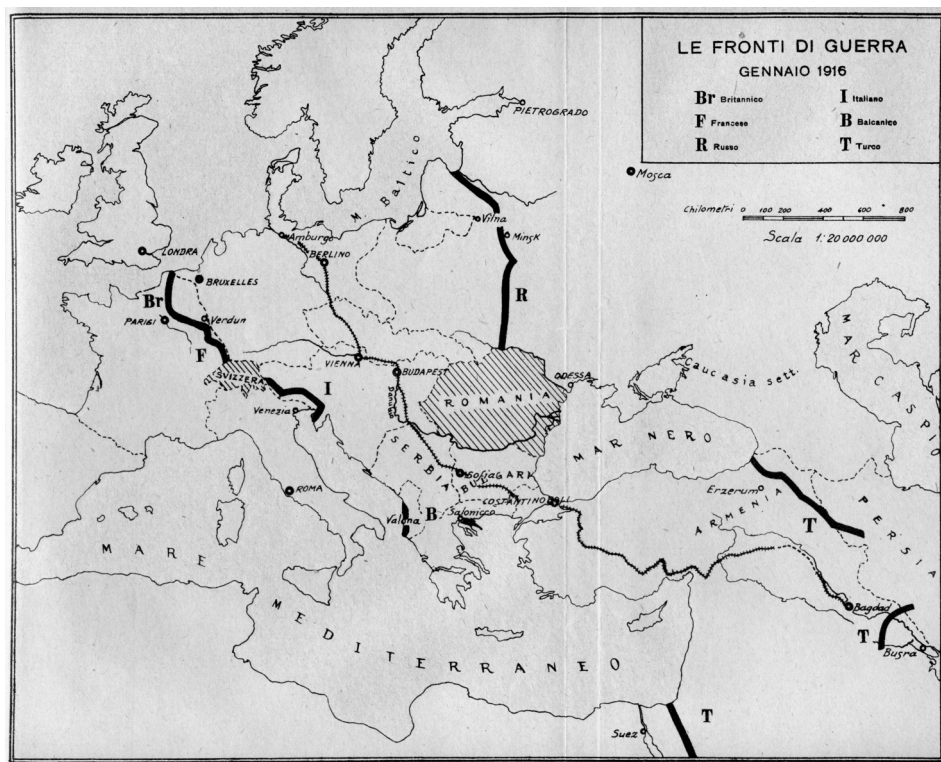 LE FRONTI DI GUERRA
GENNAIO 1916
Br Britannico
F Francese
R Russo
I Italiano
B Balcanico
T Turco
PIETROGRADO
Mosca
Chilometri 0 100 200 400 600 800
Scala 1:20 000 000
M. Baltico
Vilna
Minsk
Amburgo
BERLINO
LONDRA
BRUXELLES
Br
PARIGI
Verdun
R
F
VIENNA
BUDAPEST
SVIZZERA
I
ROMANIA
ODESSA
Caucasia sett.
MAR CASPIO
Venezia
Danub
SERBIA
MAR NERO
Sofia
BULGARI
ROMA
COSTANTINOPOLI
Erzerum
ARMENIA
PERSIA
Valona
B
Salonicco
T
MARE
MEDITERRANEO
Bagdad
T
Busra
Suez
T